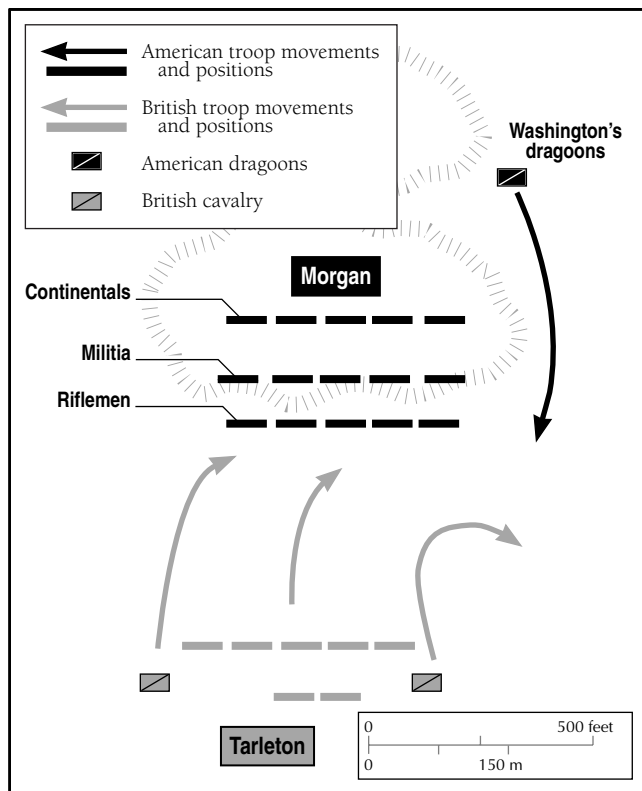 American troop movements
and positions
British troop movements
and positions
American dragoons
British cavalry
Washington's
dragoons
Morgan
Continentals
Militia
Riflemen
Tarleton
0 500 feet
0 150 m